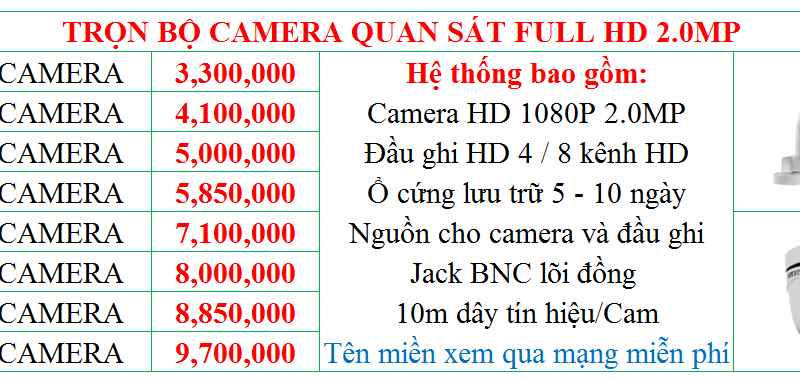 TRỌN BỘ CAMERA QUAN SÁT FULL HD 2.0MP
CAMERA 3,300,000 Hệ thống bao gồm:
CAMERA 4,100,000 Camera HD 1080P 2.0MP
CAMERA 5,000,000 Đầu ghi HD 4 / 8 kênh HD
CAMERA 5,850,000 Ổ cứng lưu trữ 5 - 10 ngày
CAMERA 7,100,000 Nguồn cho camera và đầu ghi
CAMERA 8,000,000 Jack BNC lõi đồng
CAMERA 8,850,000 10m dây tín hiệu/Cam
CAMERA 9,700,000 Tên miền xem qua mạng miễn phí